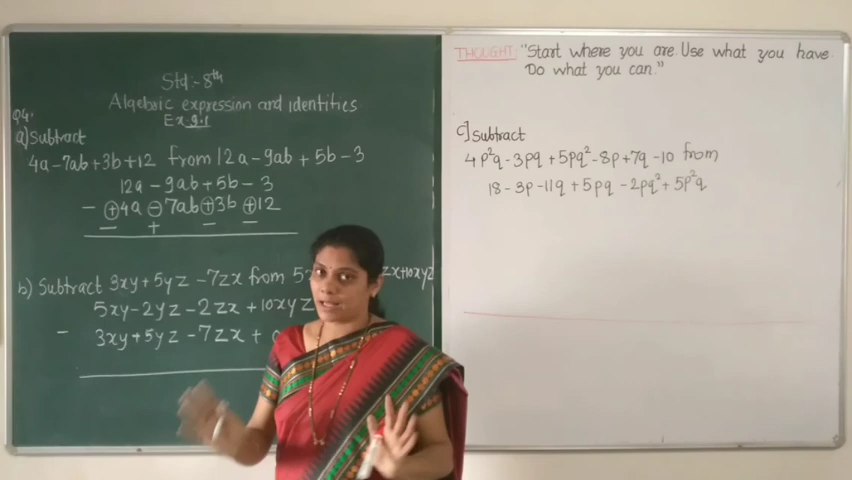 Std - 8th
Algebraic expression and identities
Ex 9.1
Q4.
a) Subtract
4a - 7ab + 3b + 12 from 12a - 9ab + 5b - 3
12a - 9ab + 5b - 3
- ⊕4a ⊖ 7ab ⊕ 3b ⊕ 12
− + − −
b) Subtract 3xy + 5yz - 7zx from 5 zx + 10xyz
5xy - 2yz - 2zx + 10xyz
- 3xy + 5yz - 7zx +
THOUGHT: "Start where you are. Use what you have.
Do what you can."
c] Subtract
4p²q - 3pq + 5pq² - 8p + 7q - 10 from
18 - 3p - 11q + 5pq - 2pq² + 5p²q